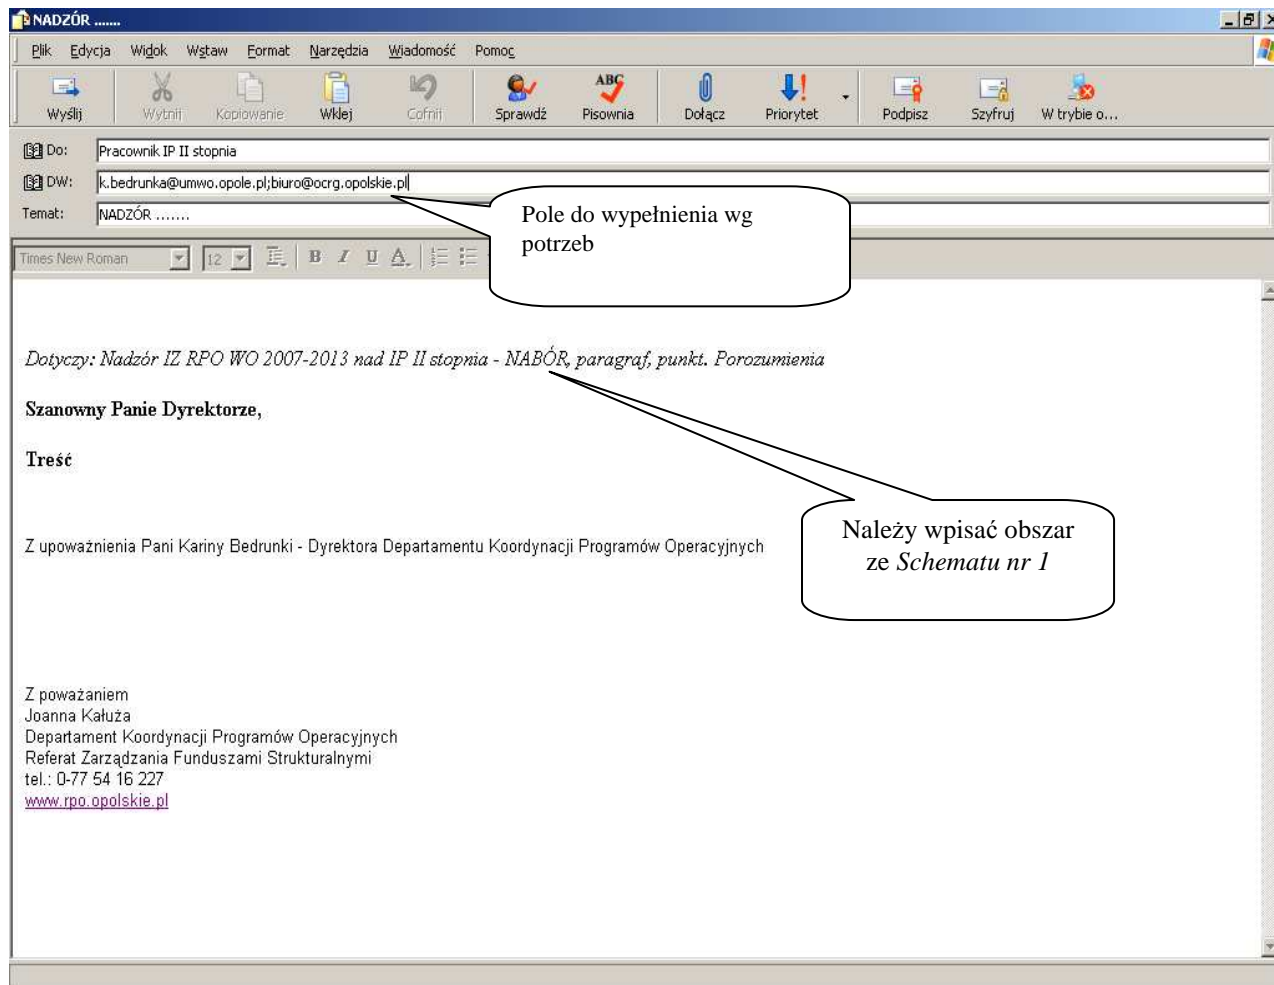 NADZÓR .......
Plik Edycja Widok Wstaw Format Narzędzia Wiadomość Pomoc
Wyślij Wytnij Kopiowanie Wklej Cofnij Sprawdź Pisownia Dołącz Priorytet Podpisz Szyfruj W trybie o...
Do: Pracownik IP II stopnia
DW: k.bedrunka@umwo.opole.pl;biuro@ocrg.opolskie.pl
Temat: NADZÓR .......
Pole do wypełnienia wg
potrzeb
Times New Roman 12 B I U A
Dotyczy: Nadzór IZ RPO WO 2007-2013 nad IP II stopnia - NABÓR, paragraf, punkt. Porozumienia
Szanowny Panie Dyrektorze,
Treść
Należy wpisać obszar
ze Schematu nr 1
Z upoważnienia Pani Kariny Bedrunki - Dyrektora Departamentu Koordynacji Programów Operacyjnych
Z poważaniem
Joanna Kałuża
Departament Koordynacji Programów Operacyjnych
Referat Zarządzania Funduszami Strukturalnymi
tel.: 0-77 54 16 227
www.rpo.opolskie.pl